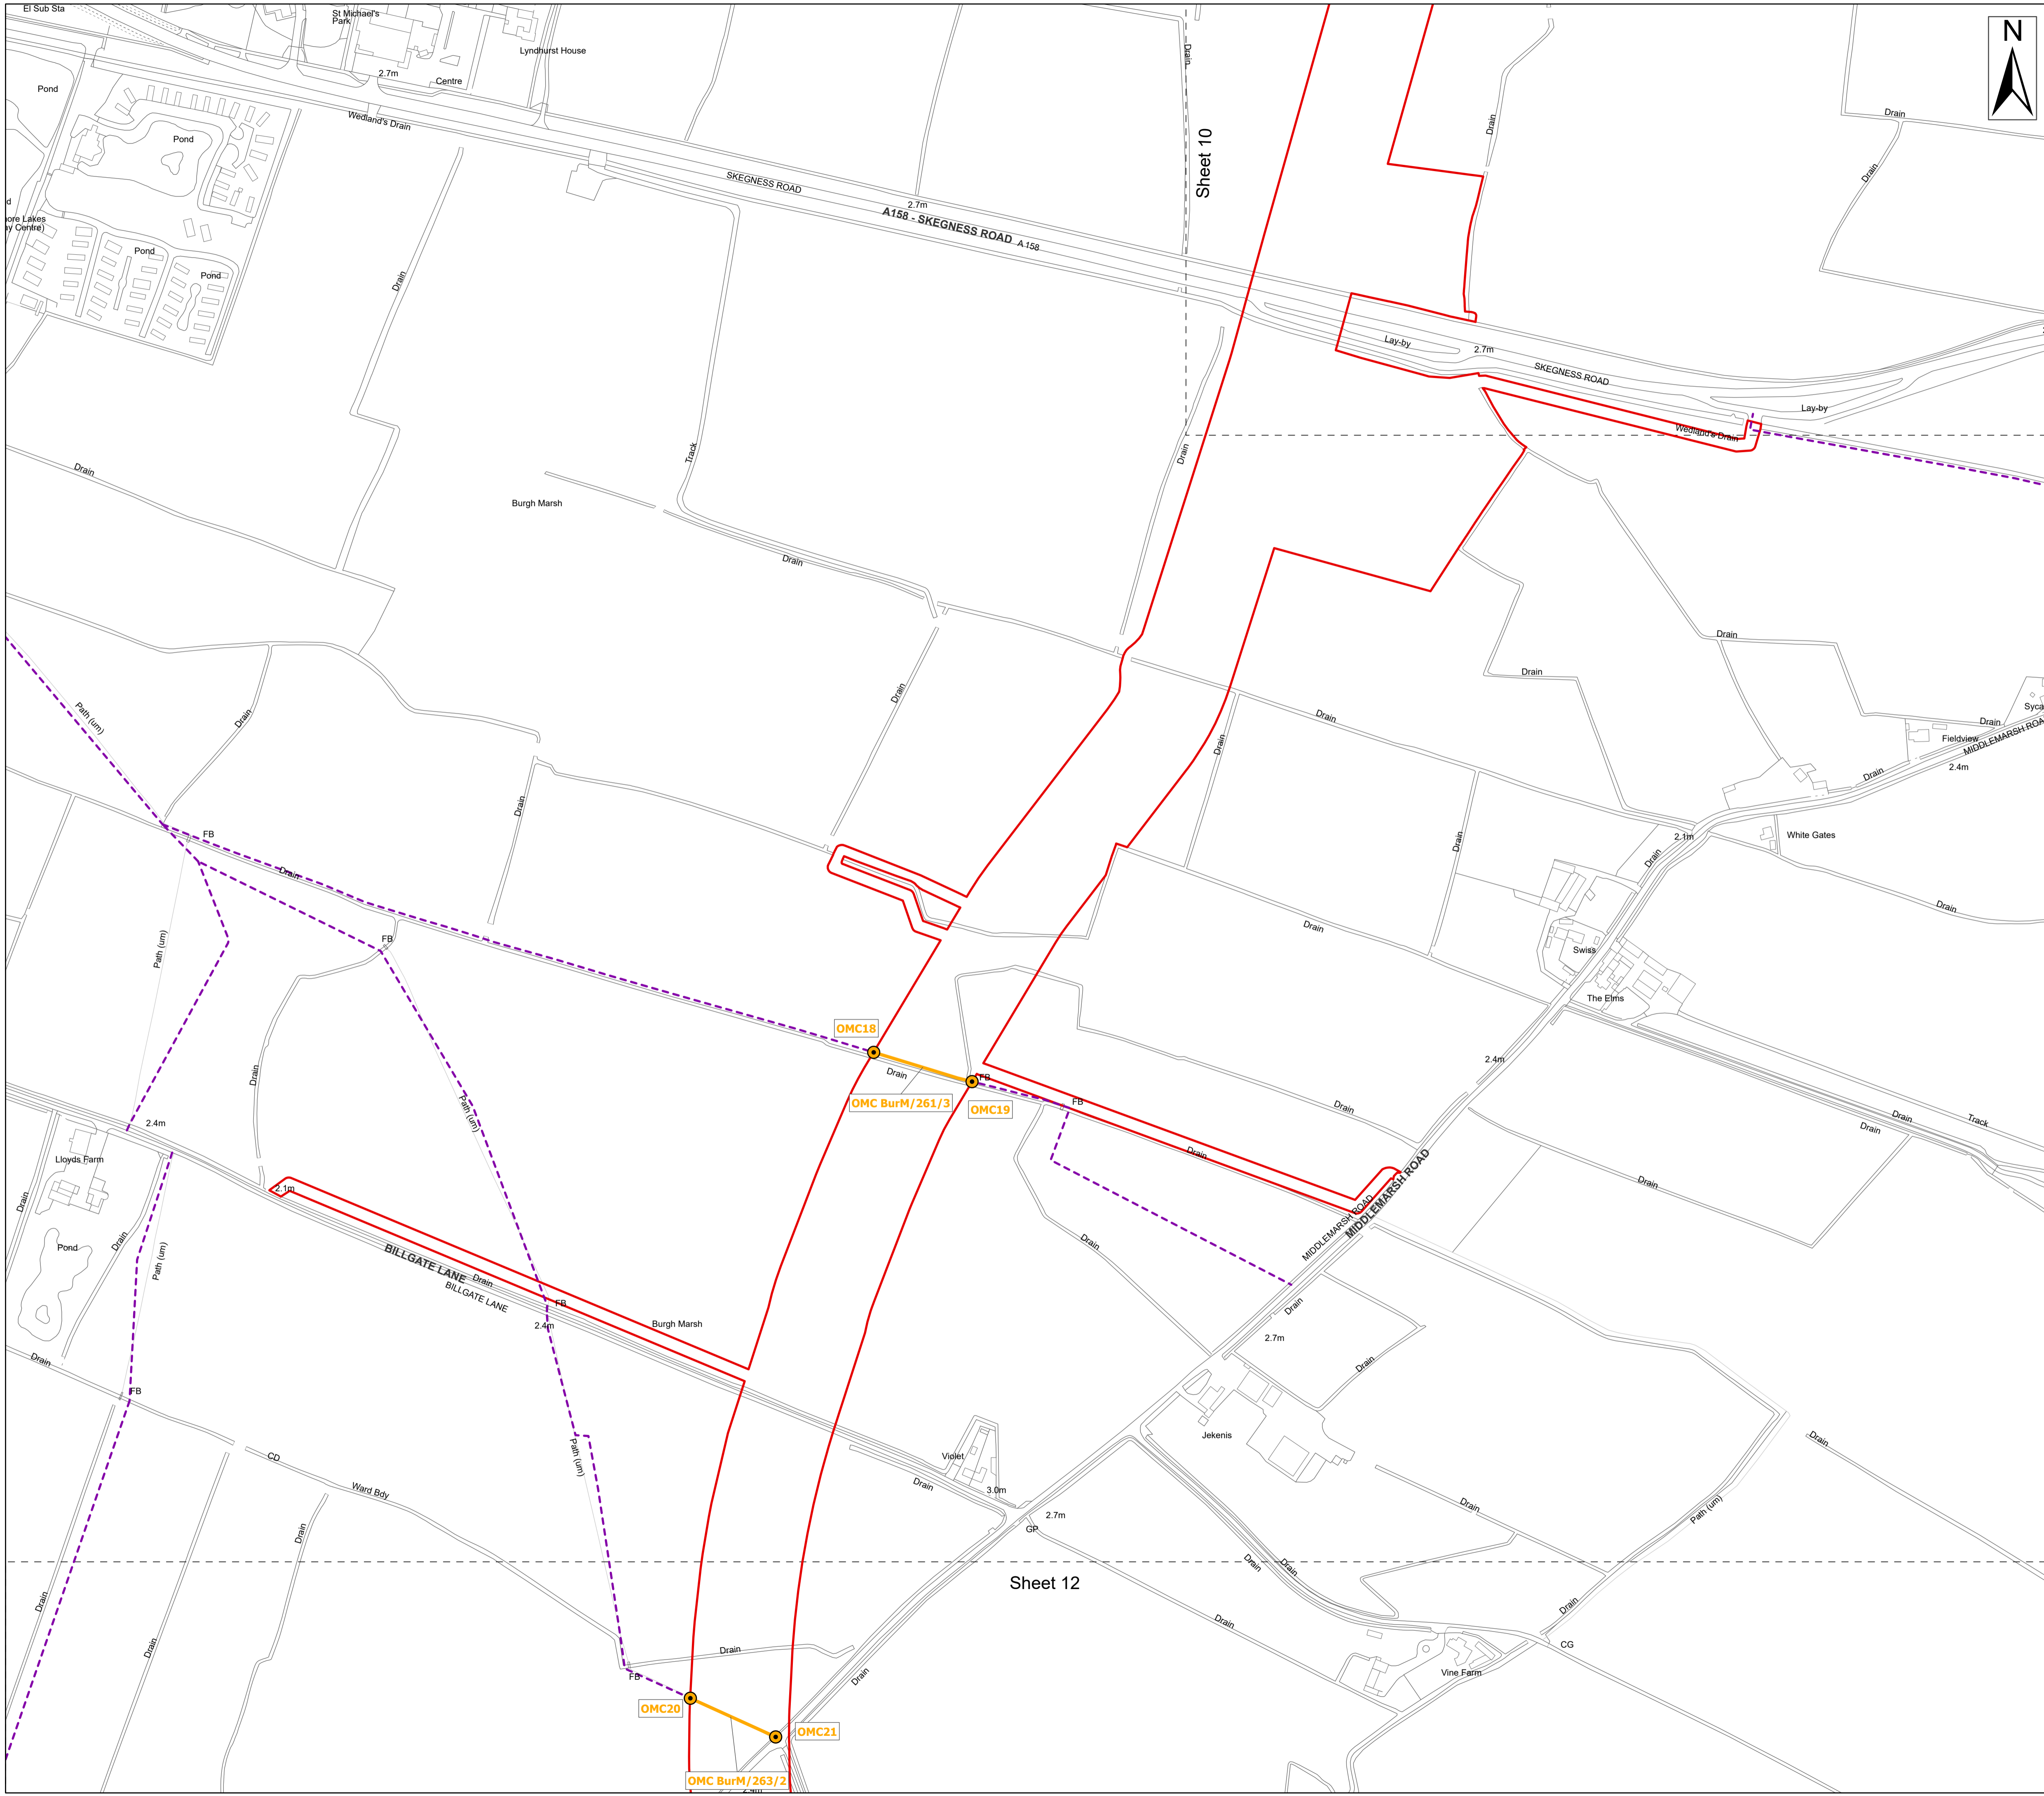 El Sub Sta
St Michael's
Park
Lyndhurst House
N
2.7m
Centre
Pond
Wedland's Drain
Pond
Drain
Drain
Drain
Sheet 10
Drain
SKEGNESS ROAD
2.7m
A158 - SKEGNESS ROAD
A 158
ore Lakes
y Centre)
Pond
Pond
Drain
Lay-by
2.7m
SKEGNESS ROAD
Lay-by
Wedland's Drain
Track
Drain
Drain
Burgh Marsh
Drain
Drain
Drain
Path (um)
Drain
Drain
Drain
Drain
Syca
Drain
Fieldview
MIDDLEMARSH ROA
2.4m
Drain
Drain
FB
Drain
Drain
2.1m
White Gates
Drain
Drain
Drain
Drain
FB
Path (um)
Swiss
The Elms
OMC18
Drain
FB
OMC BurM/261/3
OMC19
FB
2.4m
Drain
Drain
Path (um)
Drain
Drain
Track
Drain
2.4m
Lloyds Farm
2.1m
Drain
Drain
MIDDLEMARSH ROAD
MIDDLEMARSH ROAD
Drain
Drain
Pond
Drain
Path (um)
BILLGATE LANE
Drain
BILLGATE LANE
FB
2.4m
Burgh Marsh
Drain
2.7m
Drain
Drain
FB
Jekenis
CD
Ward Bdy
Path (um)
Violet
Drain
3.0m
2.7m
GP
Drain
Drain
Path (um)
Drain
Drain
Drain
Sheet 12
Drain
Drain
Drain
Drain
CG
Drain
FB
Drain
Vine Farm
OMC20
OMC21
OMC BurM/263/2